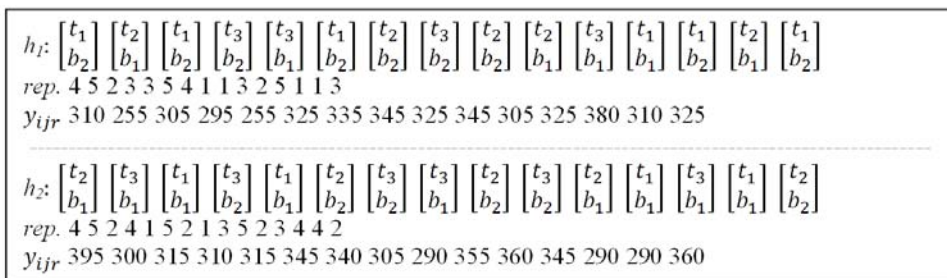 h₁: [t₁ b₂] [t₂ b₁] [t₁ b₂] [t₃ b₂] [t₃ b₁] [t₁ b₂] [t₂ b₂] [t₃ b₂] [t₂ b₂] [t₂ b₁] [t₃ b₁] [t₁ b₁] [t₁ b₂] [t₂ b₁] [t₁ b₂]
rep. 4 5 2 3 3 5 4 1 1 3 2 5 1 1 3
y_ijr 310 255 305 295 255 325 335 345 325 345 305 325 380 310 325
h₂: [t₂ b₁] [t₃ b₁] [t₁ b₁] [t₃ b₂] [t₁ b₁] [t₂ b₂] [t₃ b₂] [t₃ b₁] [t₂ b₂] [t₃ b₂] [t₂ b₁] [t₁ b₁] [t₃ b₁] [t₁ b₁] [t₂ b₂]
rep. 4 5 2 4 1 5 2 1 3 5 2 3 4 4 2
y_ijr 395 300 315 310 315 345 340 305 290 355 360 345 290 290 360